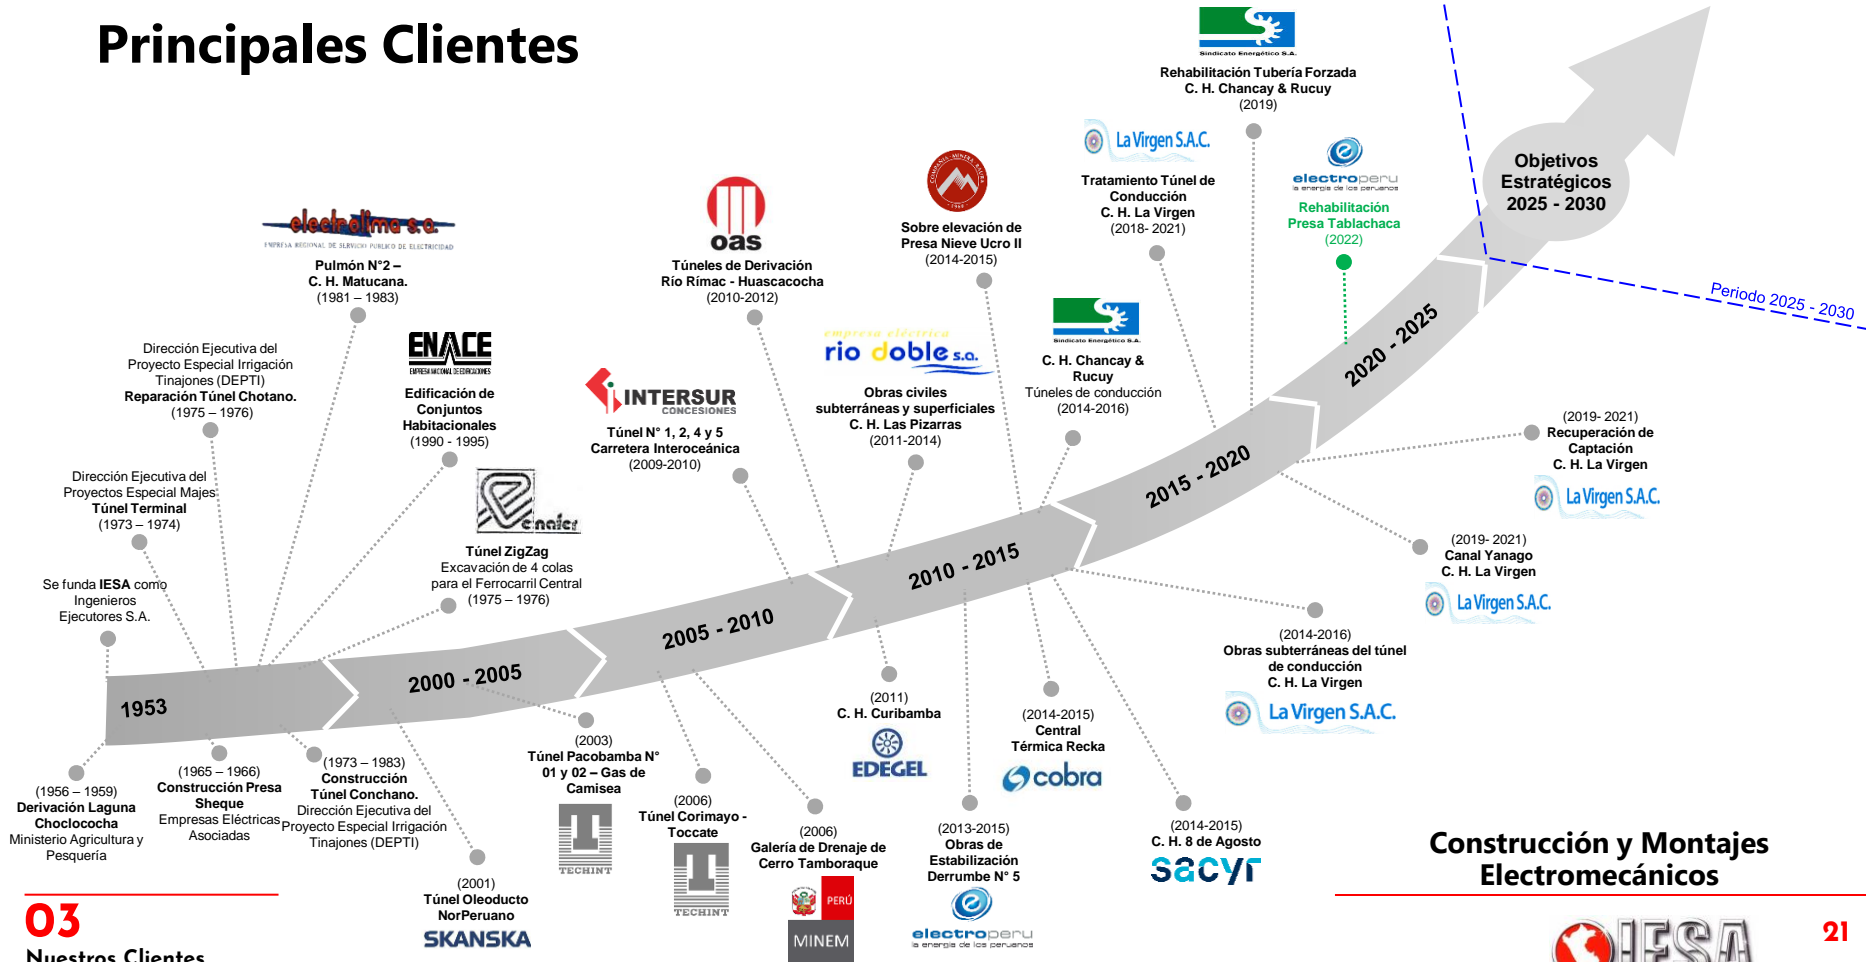 Principales Clientes
Sindicato Energético S.A.
Rehabilitación Tubería Forzada
C. H. Chancay & Rucuy
(2019)
La Virgen S.A.C.
Tratamiento Túnel de
Conducción
C. H. La Virgen
(2018- 2021)
electroperu
la energía de los peruanos
Rehabilitación
Presa Tablachaca
(2022)
Objetivos
Estratégicos
2025 - 2030
Periodo 2025 - 2030
COMPAÑIA MINERA RAURA
Sobre elevación de
Presa Nieve Ucro II
(2014-2015)
oas
Túneles de Derivación
Río Rímac - Huascacocha
(2010-2012)
electrolima s.a.
EMPRESA REGIONAL DE SERVICIO PUBLICO DE ELECTRICIDAD
Pulmón N°2 –
C. H. Matucana.
(1981 – 1983)
Dirección Ejecutiva del
Proyecto Especial Irrigación
Tinajones (DEPTI)
Reparación Túnel Chotano.
(1975 – 1976)
ENACE
EMPRESA NACIONAL DE EDIFICACIONES
Edificación de
Conjuntos
Habitacionales
(1990 - 1995)
INTERSUR
CONCESIONES
Túnel N° 1, 2, 4 y 5
Carretera Interoceánica
(2009-2010)
empresa eléctrica
rio doble s.a.
Obras civiles
subterráneas y superficiales
C. H. Las Pizarras
(2011-2014)
Sindicato Energético S.A.
C. H. Chancay &
Rucuy
Túneles de conducción
(2014-2016)
Dirección Ejecutiva del
Proyectos Especial Majes
Túnel Terminal
(1973 – 1974)
enafer
Túnel ZigZag
Excavación de 4 colas
para el Ferrocarril Central
(1975 – 1976)
Se funda IESA como
Ingenieros
Ejecutores S.A.
1953
2000 - 2005
2005 - 2010
2010 - 2015
2015 - 2020
2020 - 2025
(2019- 2021)
Recuperación de
Captación
C. H. La Virgen
La Virgen S.A.C.
(2019- 2021)
Canal Yanago
C. H. La Virgen
La Virgen S.A.C.
(2014-2016)
Obras subterráneas del túnel
de conducción
C. H. La Virgen
La Virgen S.A.C.
(1956 – 1959)
Derivación Laguna
Choclococha
Ministerio Agricultura y
Pesquería
(1965 – 1966)
Construcción Presa
Sheque
Empresas Eléctricas
Asociadas
(1973 – 1983)
Construcción
Túnel Conchano.
Dirección Ejecutiva del
Proyecto Especial Irrigación
Tinajones (DEPTI)
(2001)
Túnel Oleoducto
NorPeruano
SKANSKA
(2003)
Túnel Pacobamba N°
01 y 02 – Gas de
Camisea
TECHINT
(2006)
Túnel Corimayo -
Toccate
TECHINT
(2006)
Galería de Drenaje de
Cerro Tamboraque
PERÚ
MINEM
(2011)
C. H. Curibamba
EDEGEL
(2013-2015)
Obras de
Estabilización
Derrumbe N° 5
electroperu
la energía de los peruanos
(2014-2015)
Central
Térmica Recka
cobra
(2014-2015)
C. H. 8 de Agosto
sacyr
Construcción y Montajes
Electromecánicos
03
Nuestros Clientes
IESA
21